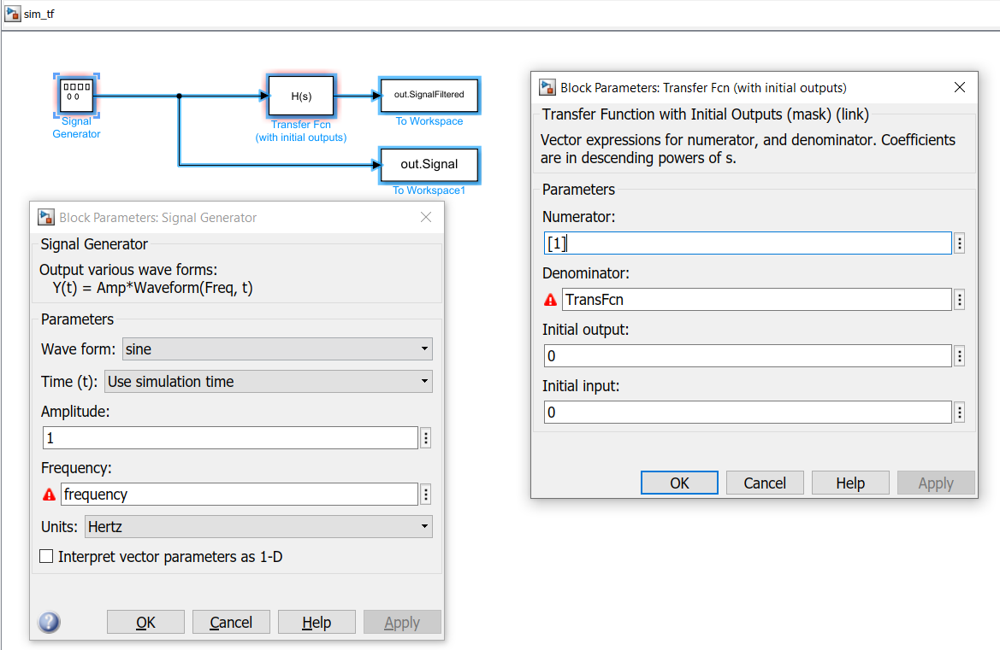 sim_tf
0 0
Signal
Generator
H(s)
Transfer Fcn
(with initial outputs)
out.SignalFiltered
To Workspace
out.Signal
To Workspace1
Block Parameters: Signal Generator
Signal Generator
Output various wave forms:
Y(t) = Amp*Waveform(Freq, t)
Parameters
Wave form: sine
Time (t): Use simulation time
Amplitude:
1
Frequency:
frequency
Units: Hertz
Interpret vector parameters as 1-D
OK Cancel Help Apply
Block Parameters: Transfer Fcn (with initial outputs)
Transfer Function with Initial Outputs (mask) (link)
Vector expressions for numerator, and denominator. Coefficients
are in descending powers of s.
Parameters
Numerator:
[1]
Denominator:
TransFcn
Initial output:
0
Initial input:
0
OK Cancel Help Apply